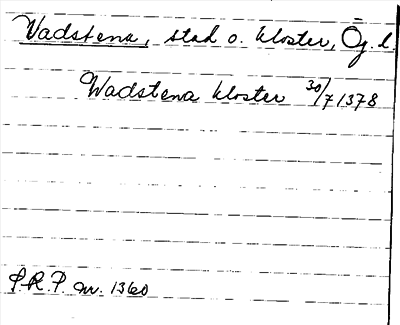 Vadstena, stad o. kloster, Ög. l.
Wadstena kloster 30/7 1378
S.R.P. nr. 1360